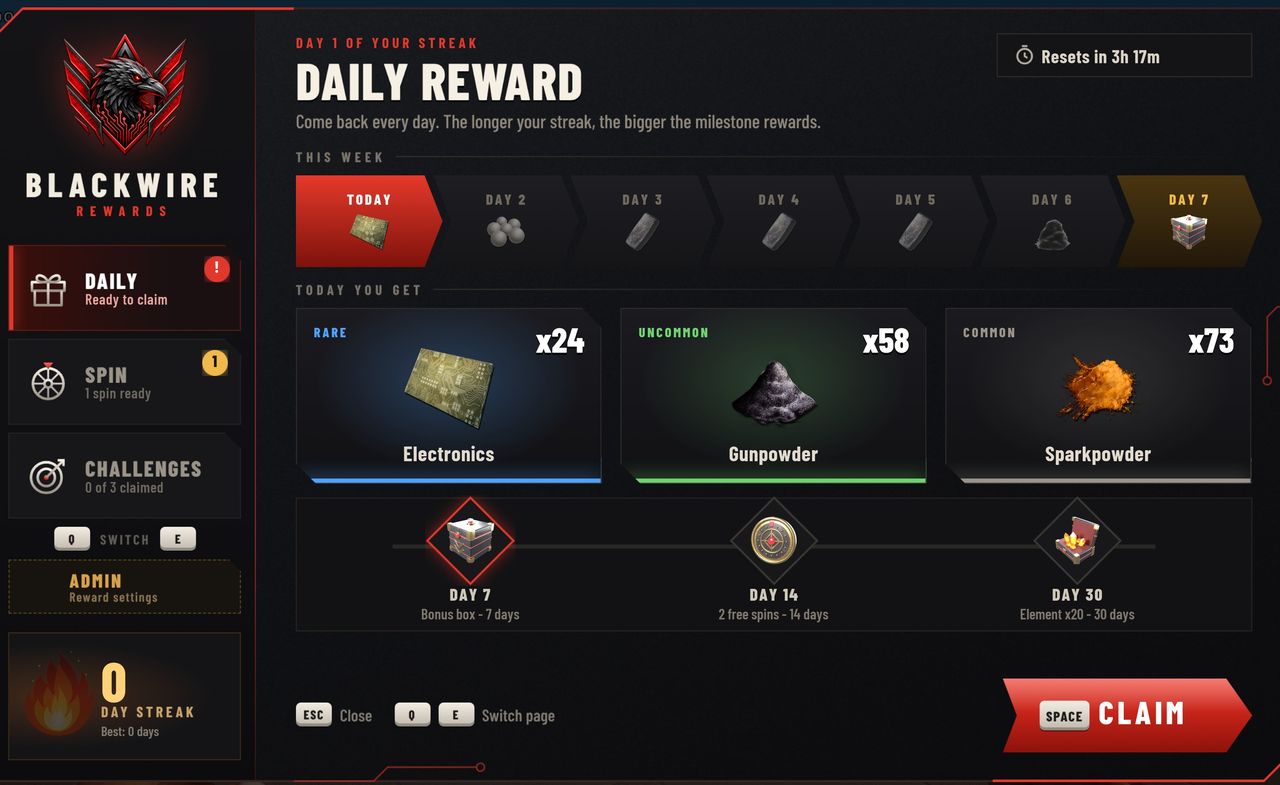 BLACKWIRE
REWARDS
DAILY
Ready to claim
!
SPIN
1 spin ready
1
CHALLENGES
0 of 3 claimed
Q SWITCH E
ADMIN
Reward settings
0
DAY STREAK
Best: 0 days
DAY 1 OF YOUR STREAK
DAILY REWARD
Come back every day. The longer your streak, the bigger the milestone rewards.
Resets in 3h 17m
THIS WEEK
TODAY
DAY 2
DAY 3
DAY 4
DAY 5
DAY 6
DAY 7
TODAY YOU GET
RARE
x24
Electronics
UNCOMMON
x58
Gunpowder
COMMON
x73
Sparkpowder
DAY 7
Bonus box - 7 days
DAY 14
2 free spins - 14 days
DAY 30
Element x20 - 30 days
ESC Close Q E Switch page
SPACE CLAIM